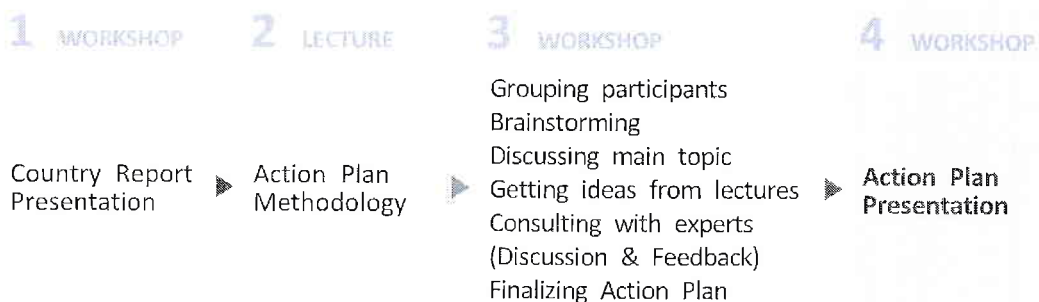 1 WORKSHOP
Country Report
Presentation
2 LECTURE
Action Plan
Methodology
3 WORKSHOP
Grouping participants
Brainstorming
Discussing main topic
Getting ideas from lectures
Consulting with experts
(Discussion & Feedback)
Finalizing Action Plan
4 WORKSHOP
Action Plan
Presentation